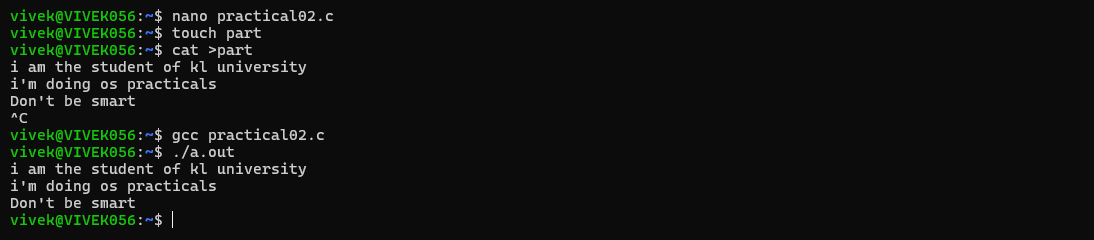 vivek@VIVEK056:~$ nano practical02.c
vivek@VIVEK056:~$ touch part
vivek@VIVEK056:~$ cat >part
i am the student of kl university
i'm doing os practicals
Don't be smart
^C
vivek@VIVEK056:~$ gcc practical02.c
vivek@VIVEK056:~$ ./a.out
i am the student of kl university
i'm doing os practicals
Don't be smart
vivek@VIVEK056:~$